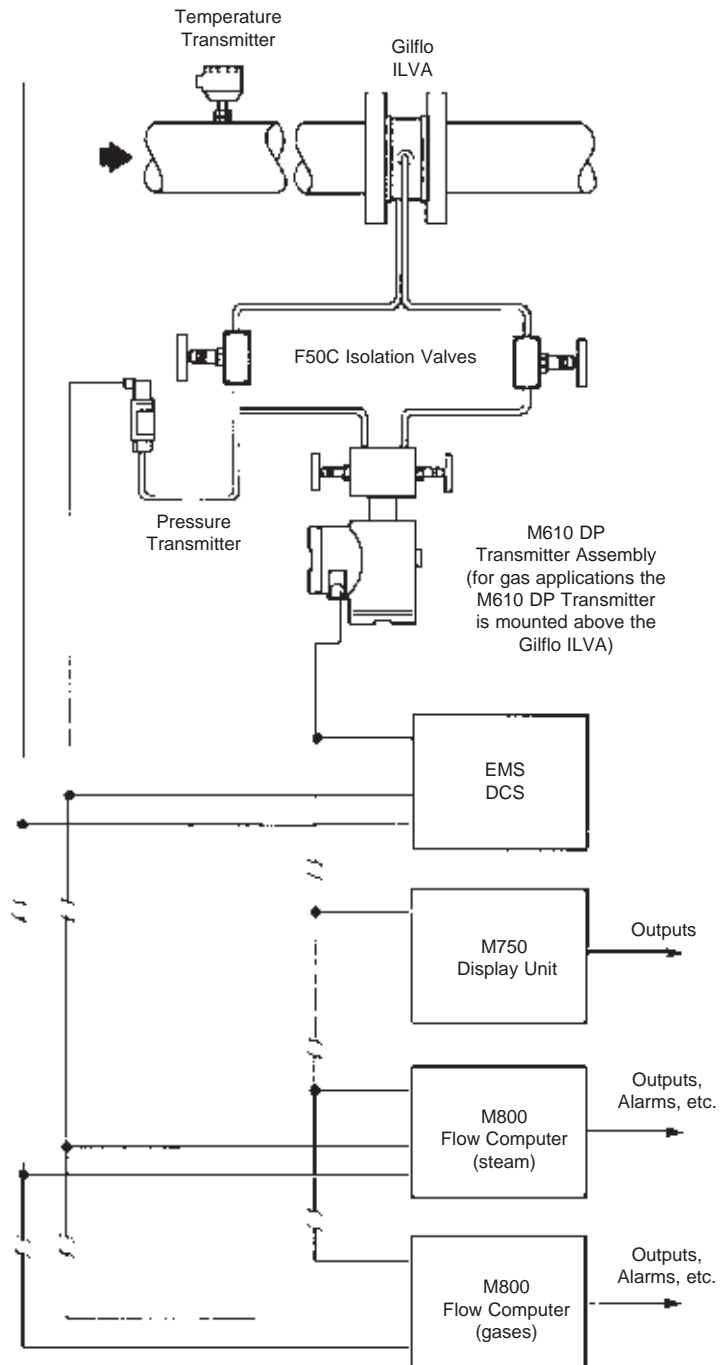 Temperature
Transmitter
Gilflo
ILVA
F50C Isolation Valves
Pressure
Transmitter
M610 DP
Transmitter Assembly
(for gas applications the
M610 DP Transmitter
is mounted above the
Gilflo ILVA)
EMS
DCS
M750
Display Unit
Outputs
M800
Flow Computer
(steam)
Outputs,
Alarms, etc.
M800
Flow Computer
(gases)
Outputs,
Alarms, etc.